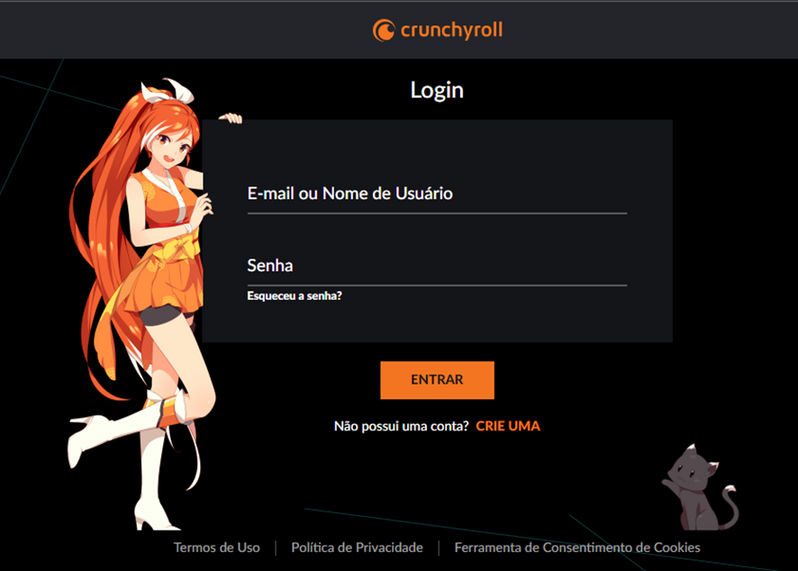 crunchyroll
Login
E-mail ou Nome de Usuário
Senha
Esqueceu a senha?
ENTRAR
Não possui uma conta? CRIE UMA
Termos de Uso | Política de Privacidade | Ferramenta de Consentimento de Cookies